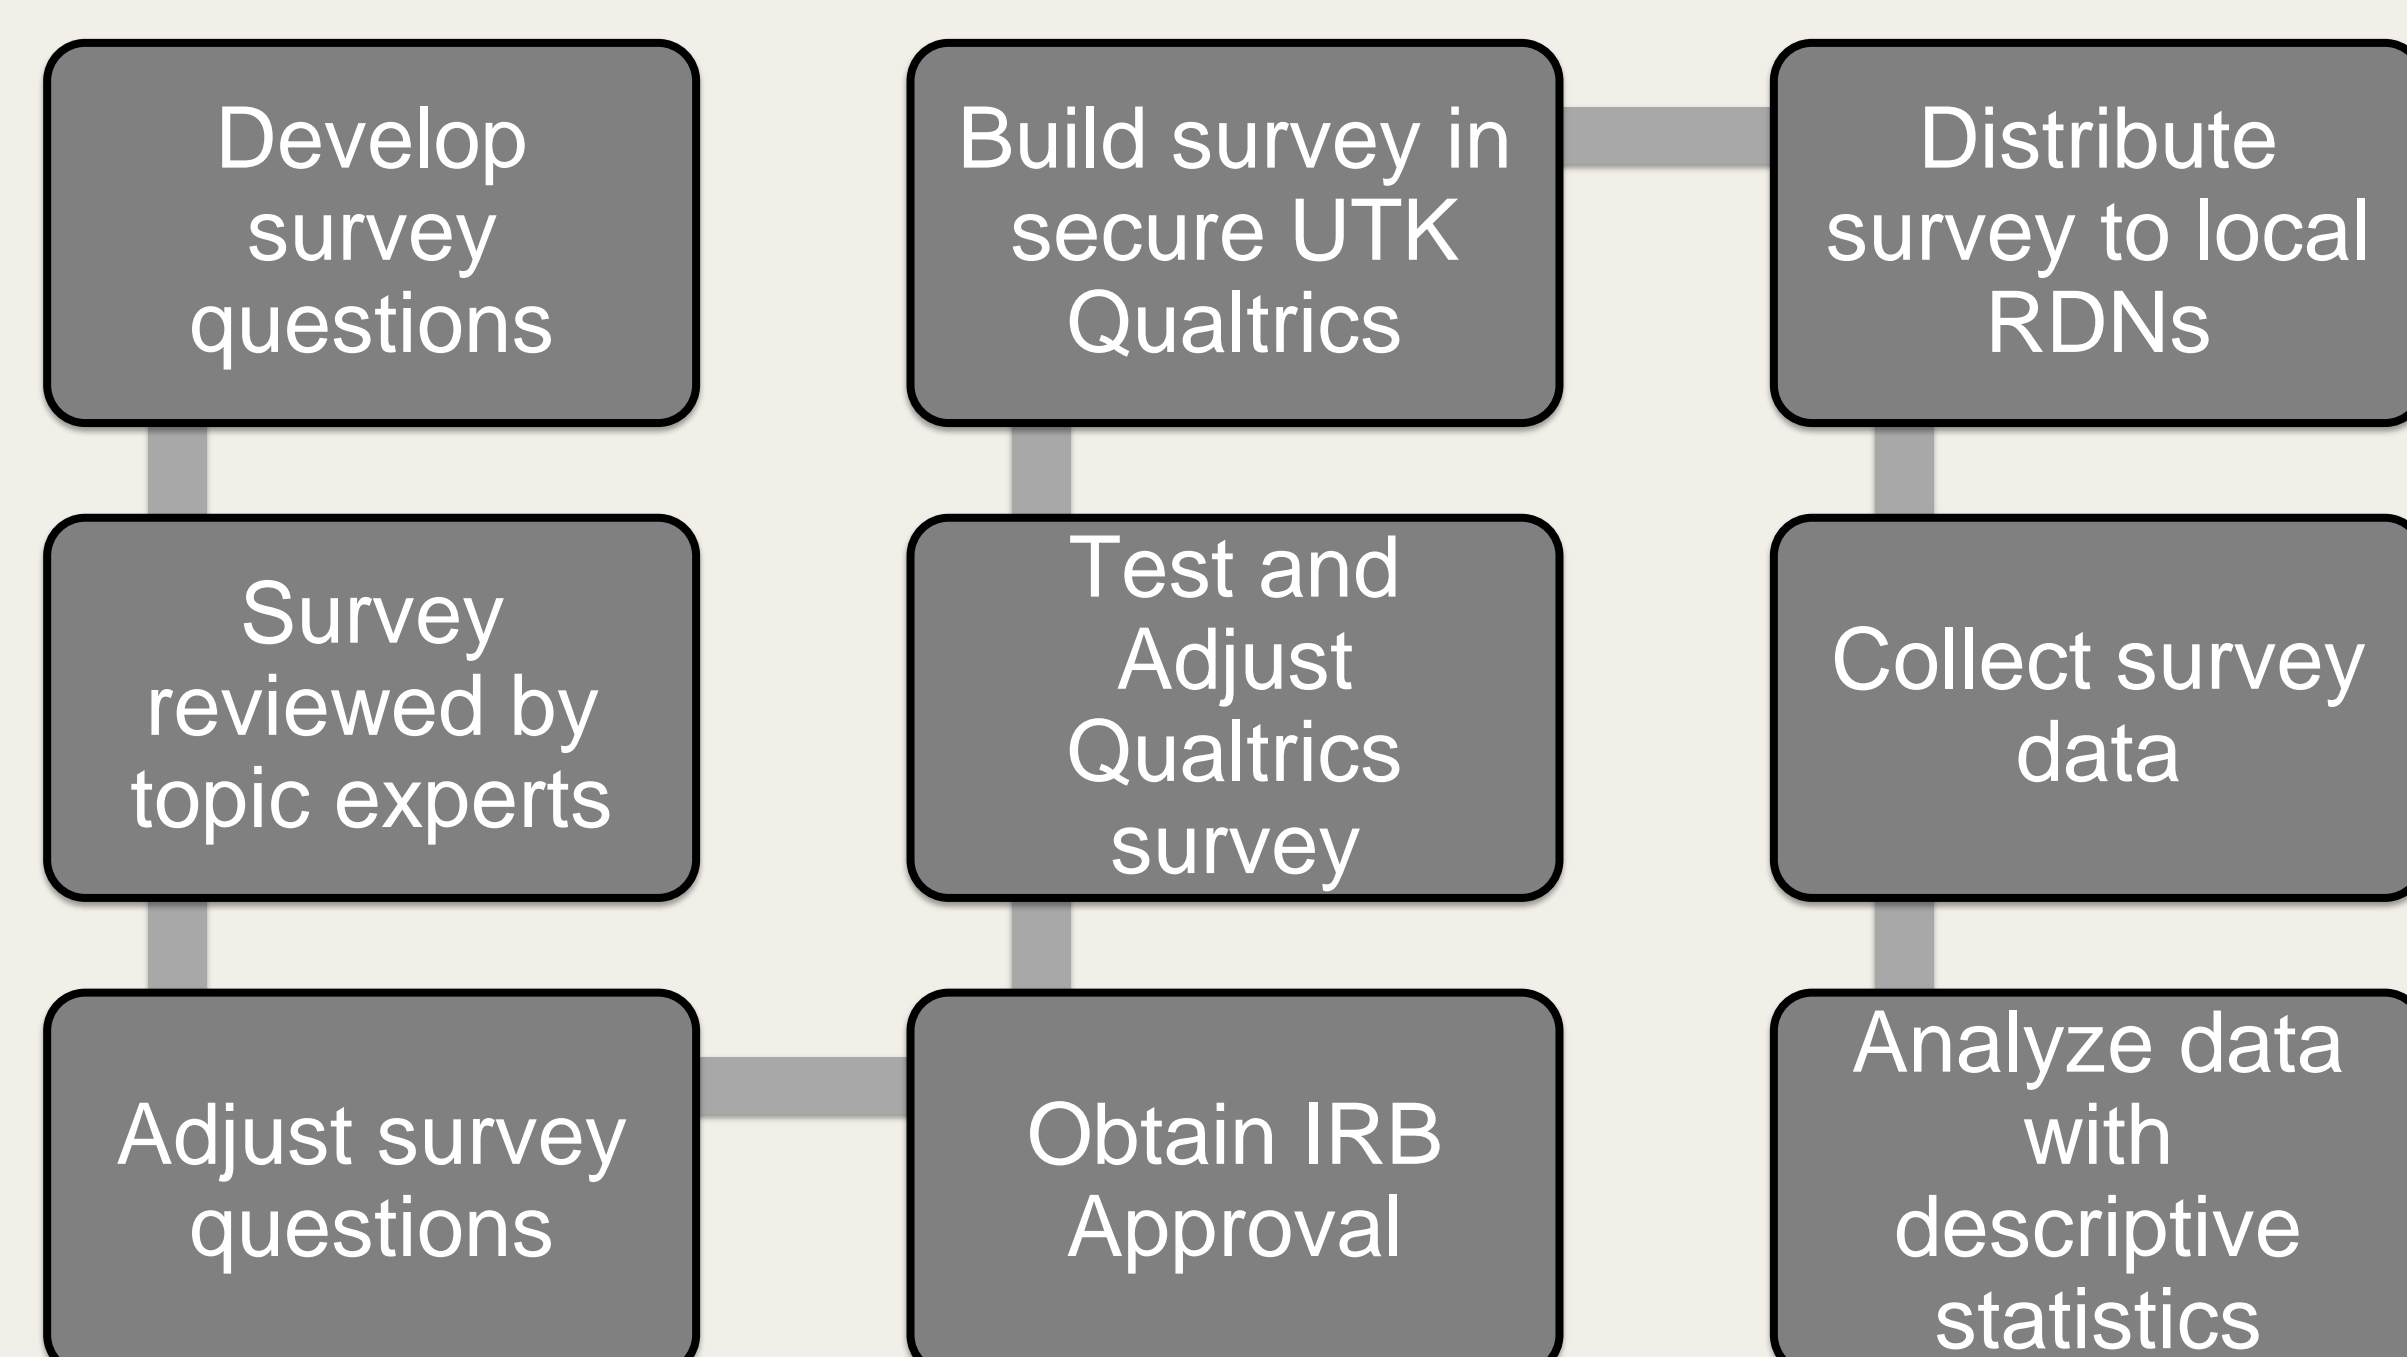 Develop
survey
questions
Survey
reviewed by
topic experts
Adjust survey
questions
Obtain IRB
Approval
Test and
Adjust
Qualtrics
survey
Build survey in
secure UTK
Qualtrics
Distribute
survey to local
RDNs
Collect survey
data
Analyze data
with
descriptive
statistics